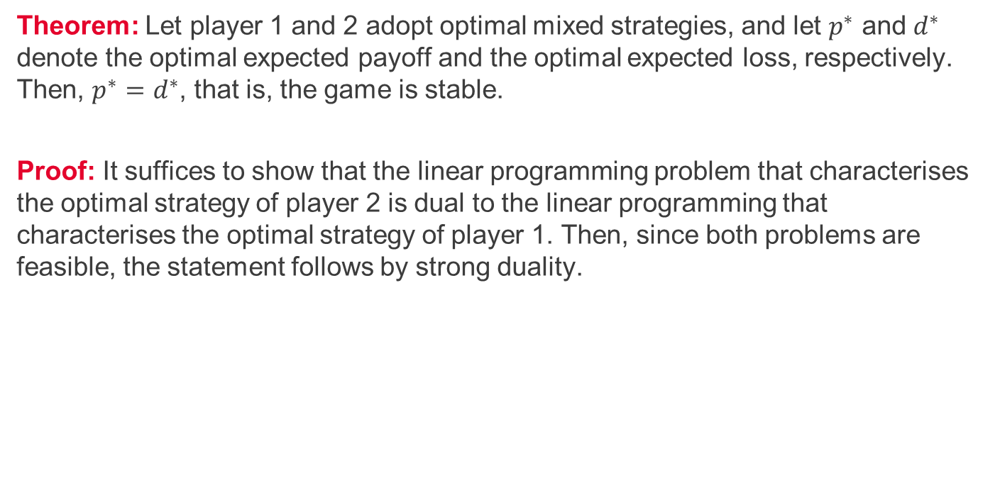 Theorem: Let player 1 and 2 adopt optimal mixed strategies, and let p* and d*
denote the optimal expected payoff and the optimal expected loss, respectively.
Then, p* = d*, that is, the game is stable.
Proof: It suffices to show that the linear programming problem that characterises
the optimal strategy of player 2 is dual to the linear programming that
characterises the optimal strategy of player 1. Then, since both problems are
feasible, the statement follows by strong duality.